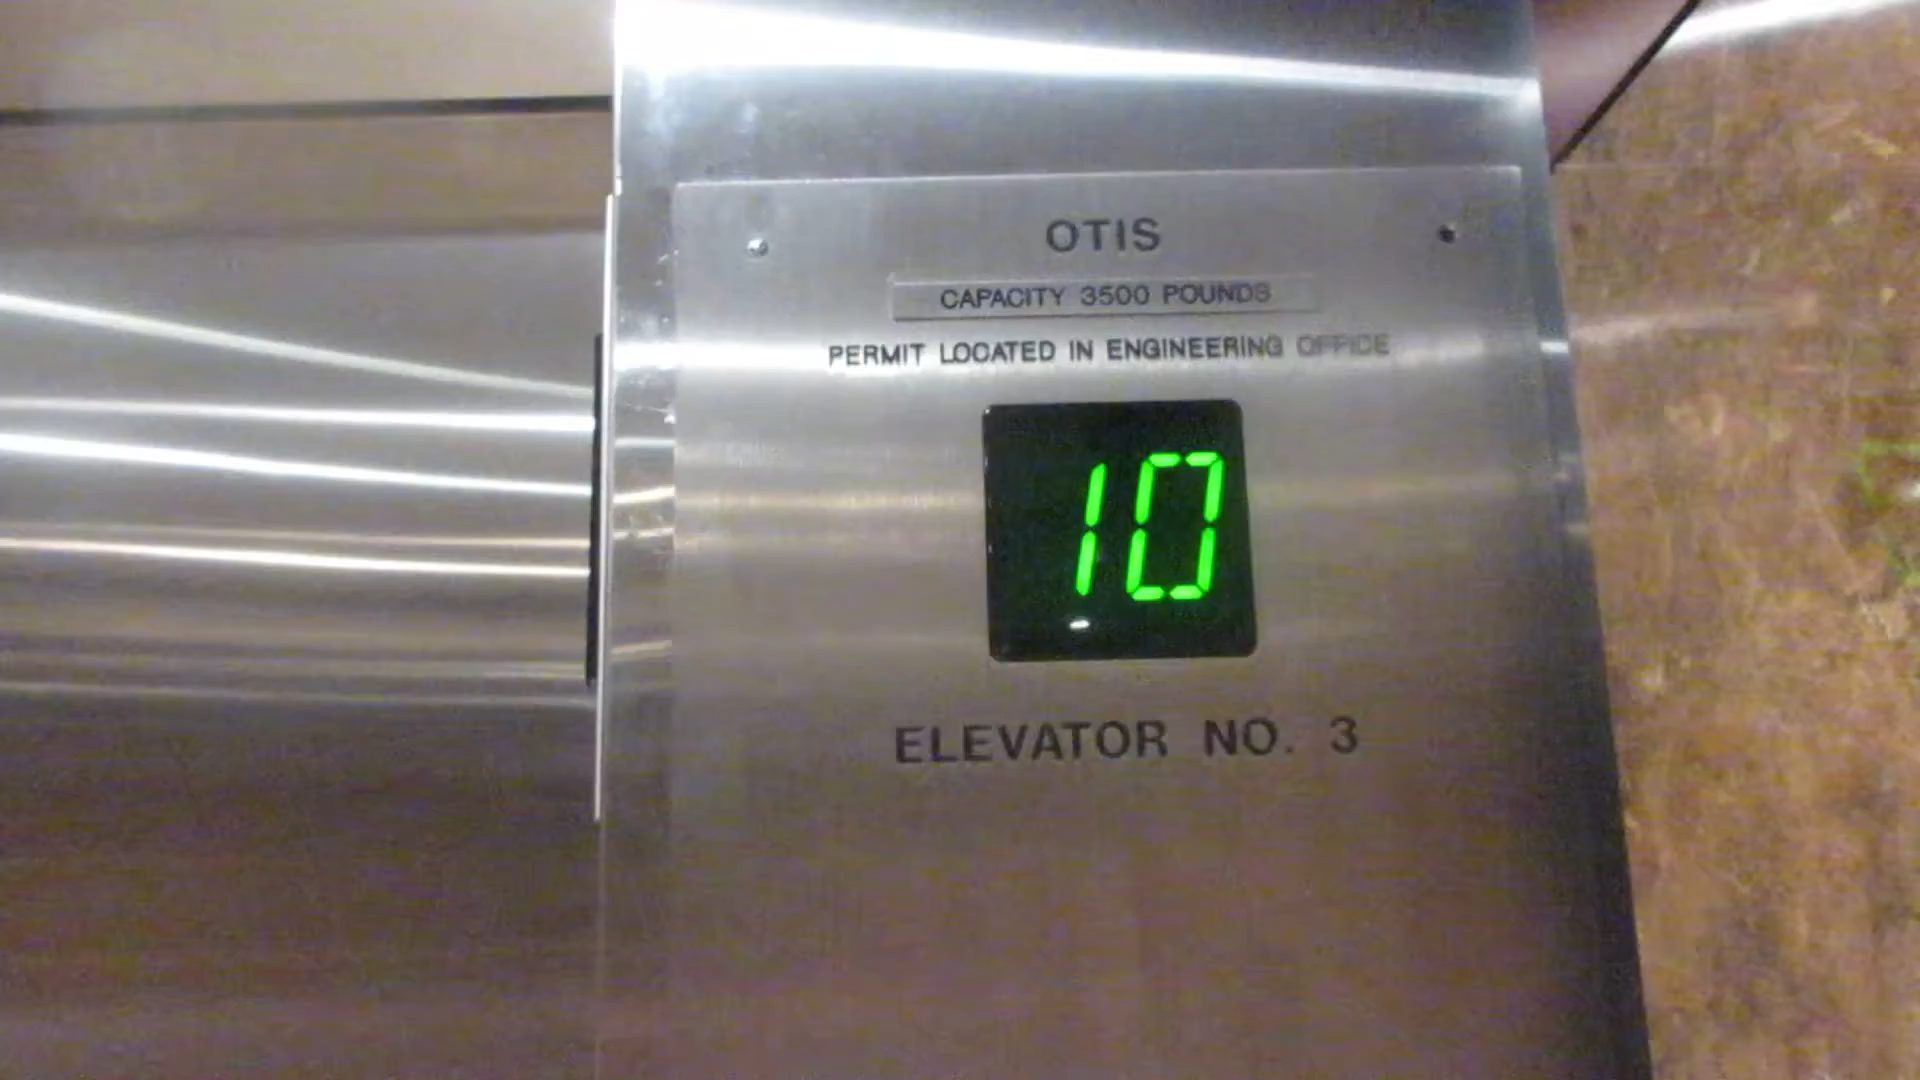 OTIS
CAPACITY 3500 POUNDS
PERMIT LOCATED IN ENGINEERING OFFICE
10
ELEVATOR NO. 3